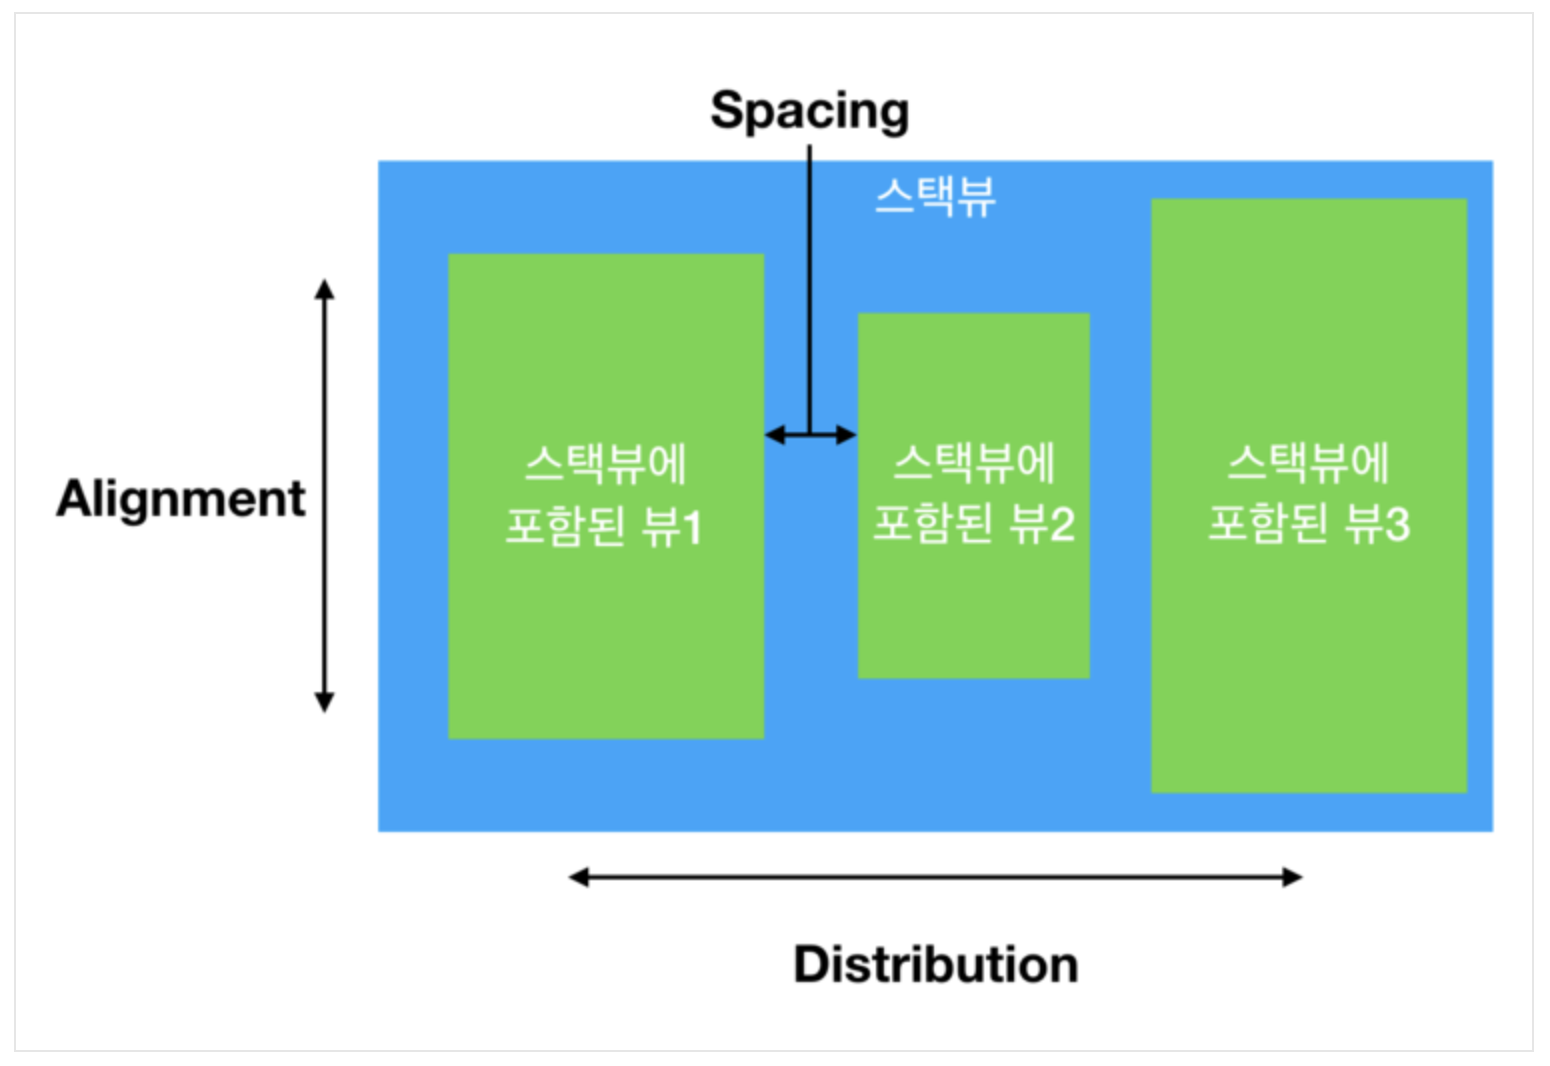 Spacing
스택뷰
Alignment
스택뷰에
포함된 뷰1
스택뷰에
포함된 뷰2
스택뷰에
포함된 뷰3
Distribution